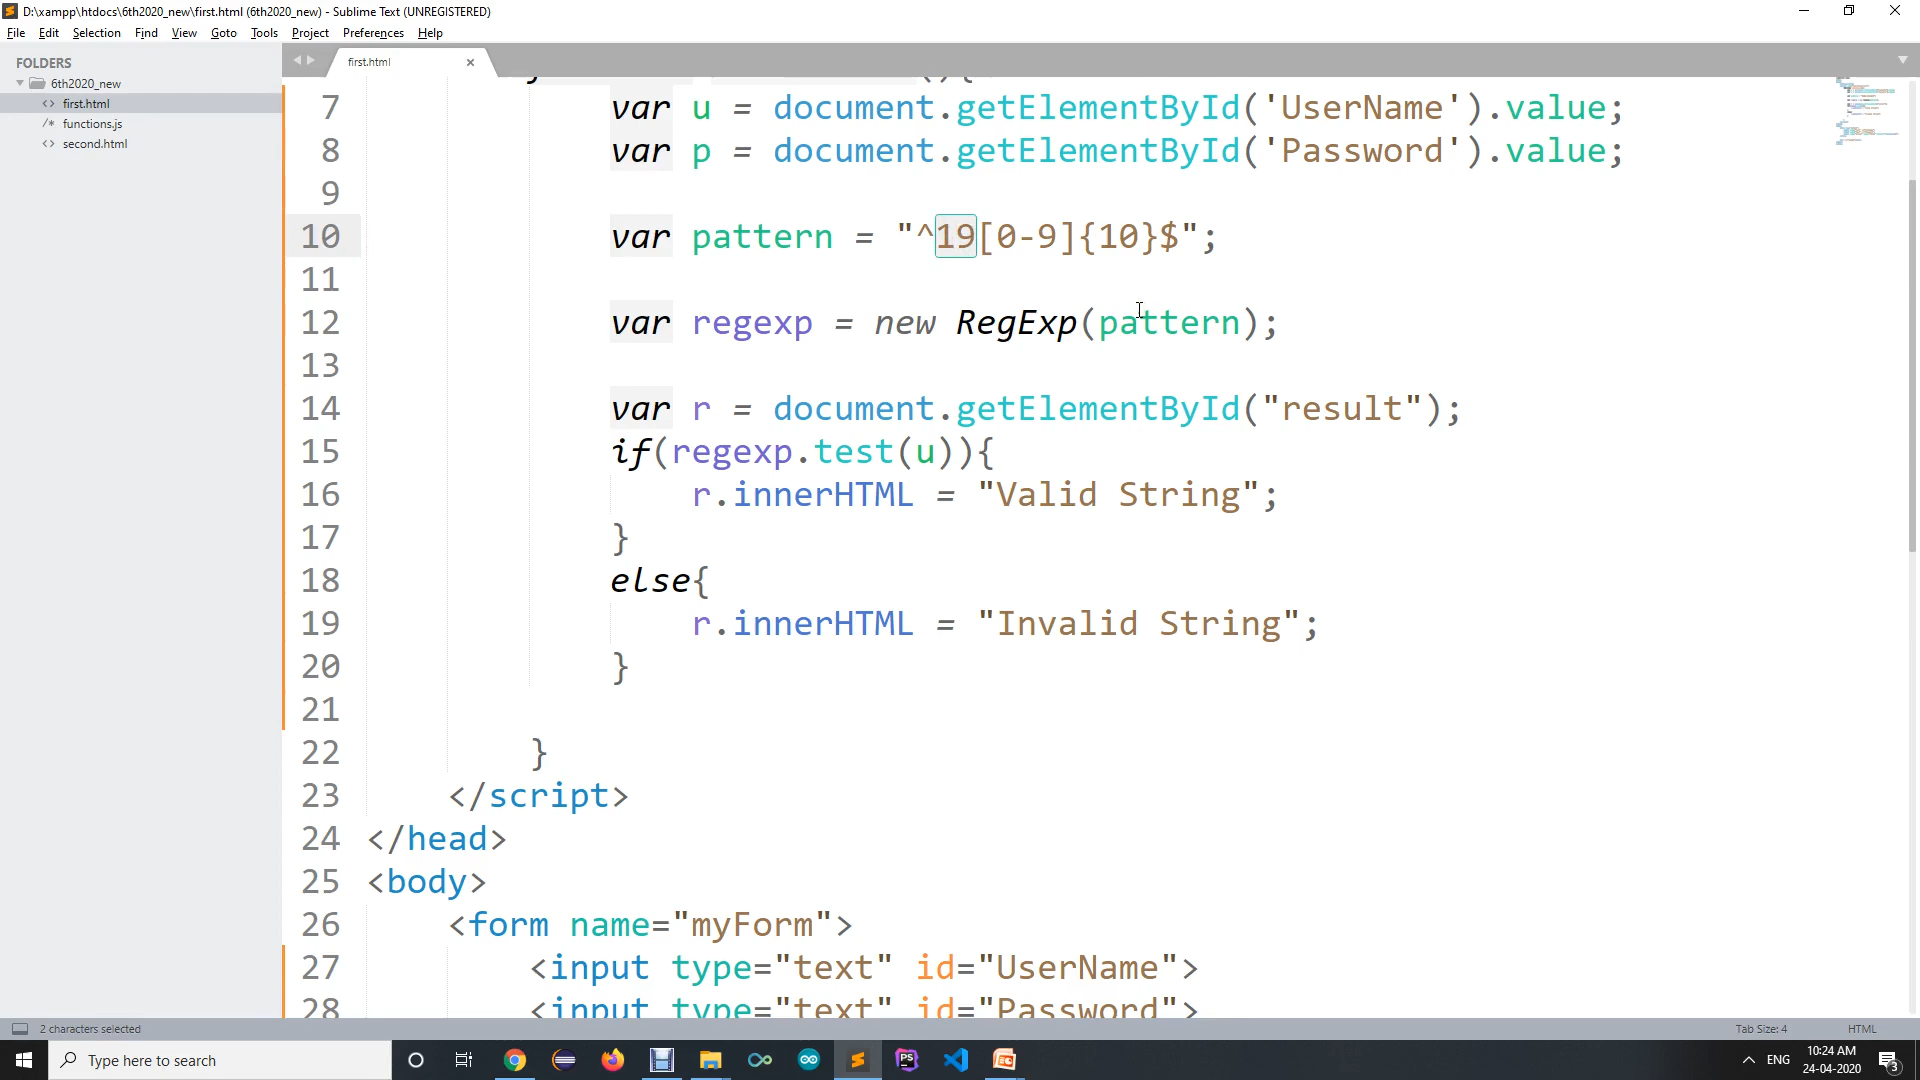 D:\xampp\htdocs\6th2020_new\first.html (6th2020_new) - Sublime Text (UNREGISTERED)
File Edit Selection Find View Goto Tools Project Preferences Help
FOLDERS
6th2020_new
<> first.html
/* functions.js
<> second.html
first.html ×
7 var u = document.getElementById('UserName').value;
8 var p = document.getElementById('Password').value;
9
10 var pattern = "^19[0-9]{10}$";
11
12 var regexp = new RegExp(pattern);
13
14 var r = document.getElementById("result");
15 if(regexp.test(u)){
16 r.innerHTML = "Valid String";
17 }
18 else{
19 r.innerHTML = "Invalid String";
20 }
21
22 }
23 </script>
24 </head>
25 <body>
26 <form name="myForm">
27 <input type="text" id="UserName">
28 <input type="text" id="Password">
2 characters selected
Tab Size: 4 HTML
Type here to search
ENG
10:24 AM
24-04-2020
3